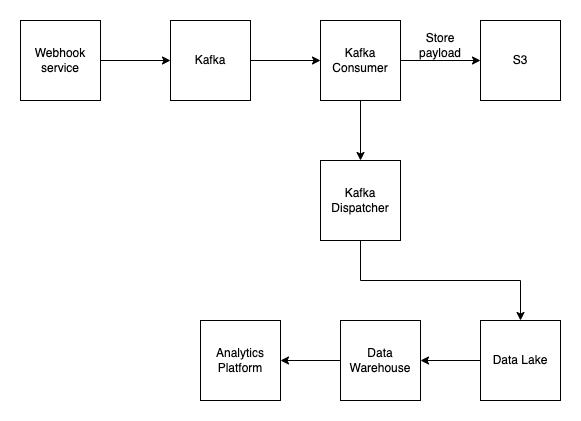 Webhook
service
Kafka
Kafka
Consumer
Store
payload
S3
Kafka
Dispatcher
Analytics
Platform
Data
Warehouse
Data Lake